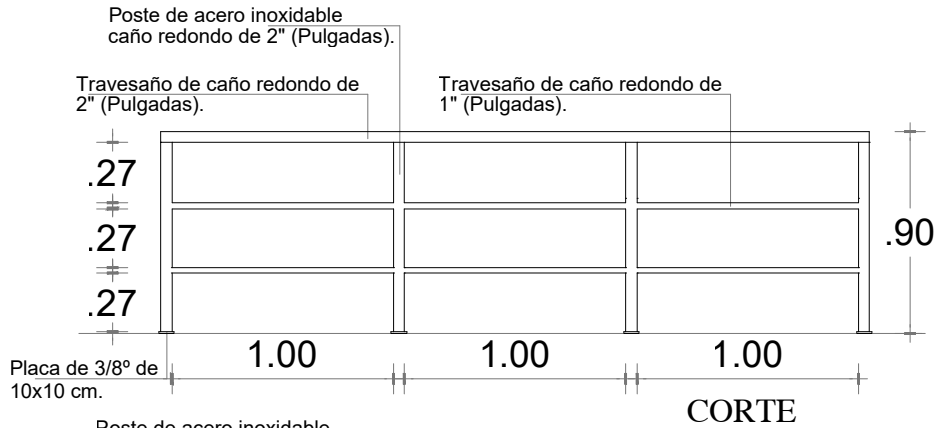 Poste de acero inoxidable
caño redondo de 2" (Pulgadas).
Travesaño de caño redondo de
2" (Pulgadas).
Travesaño de caño redondo de
1" (Pulgadas).
.27
.27
.27
.90
1.00
1.00
1.00
Placa de 3/8º de
10x10 cm.
CORTE
Poste de acero inoxidable